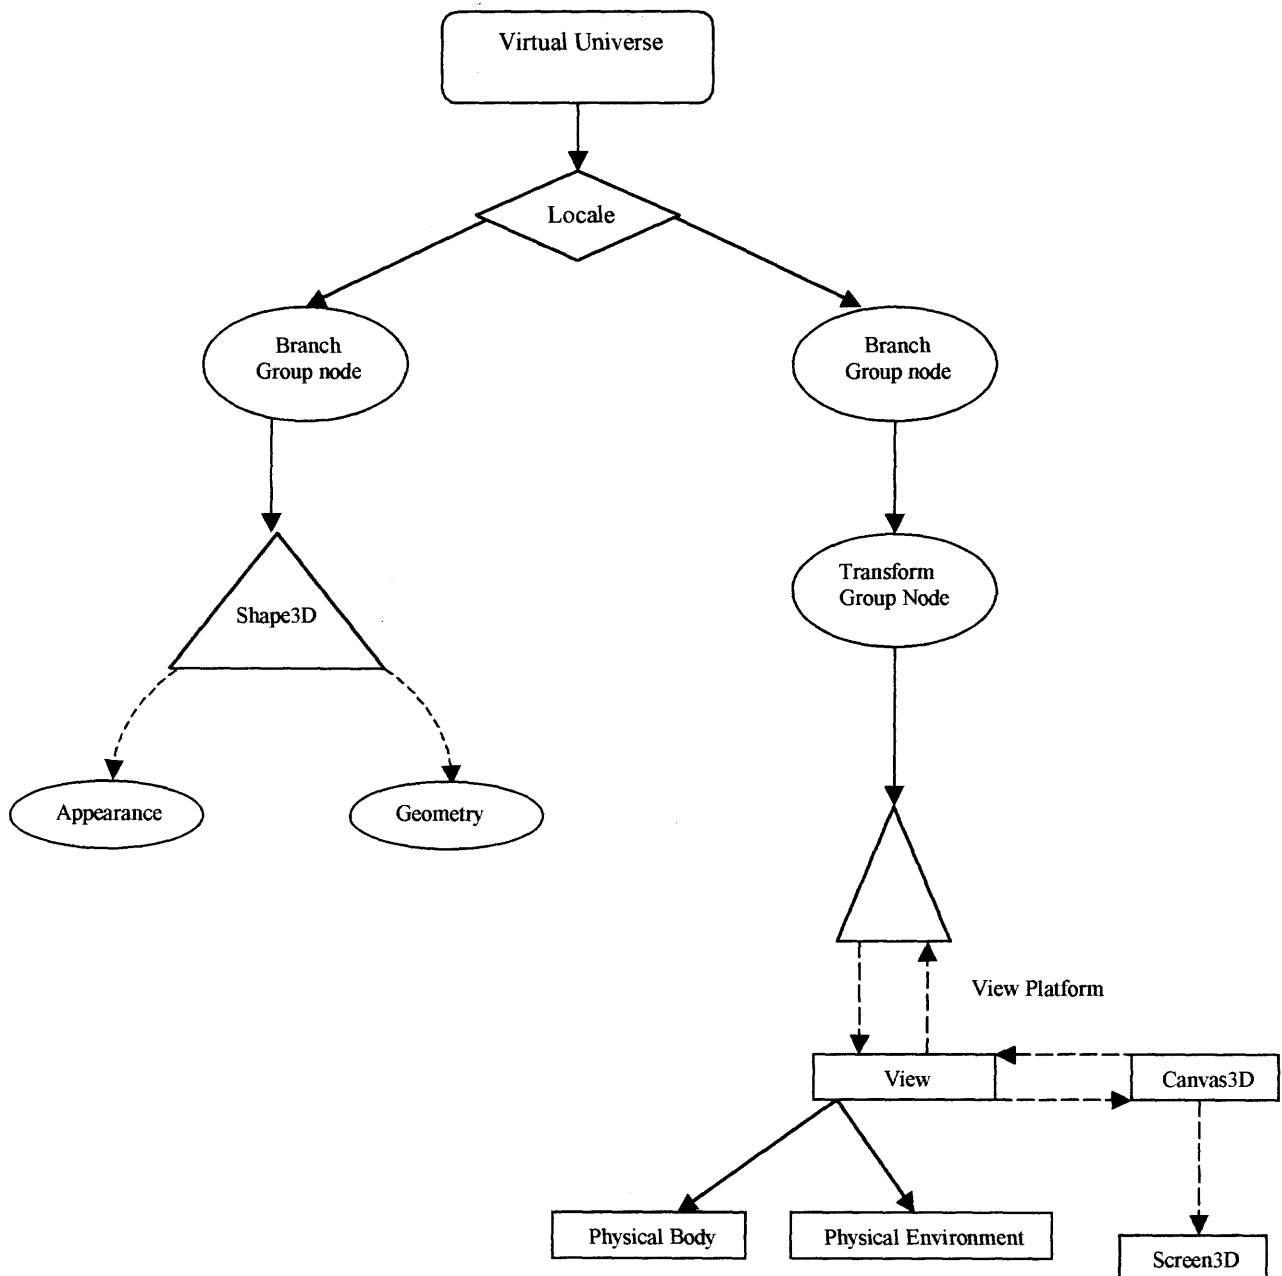 Virtual Universe
Locale
Branch
Group node
Branch
Group node
Transform
Group Node
Shape3D
Appearance
Geometry
View Platform
View
Canvas3D
Physical Body
Physical Environment
Screen3D